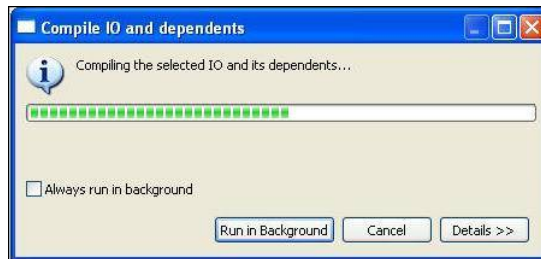 Compile IO and dependents
Compiling the selected IO and its dependents...
Always run in background
Run in Background Cancel Details >>